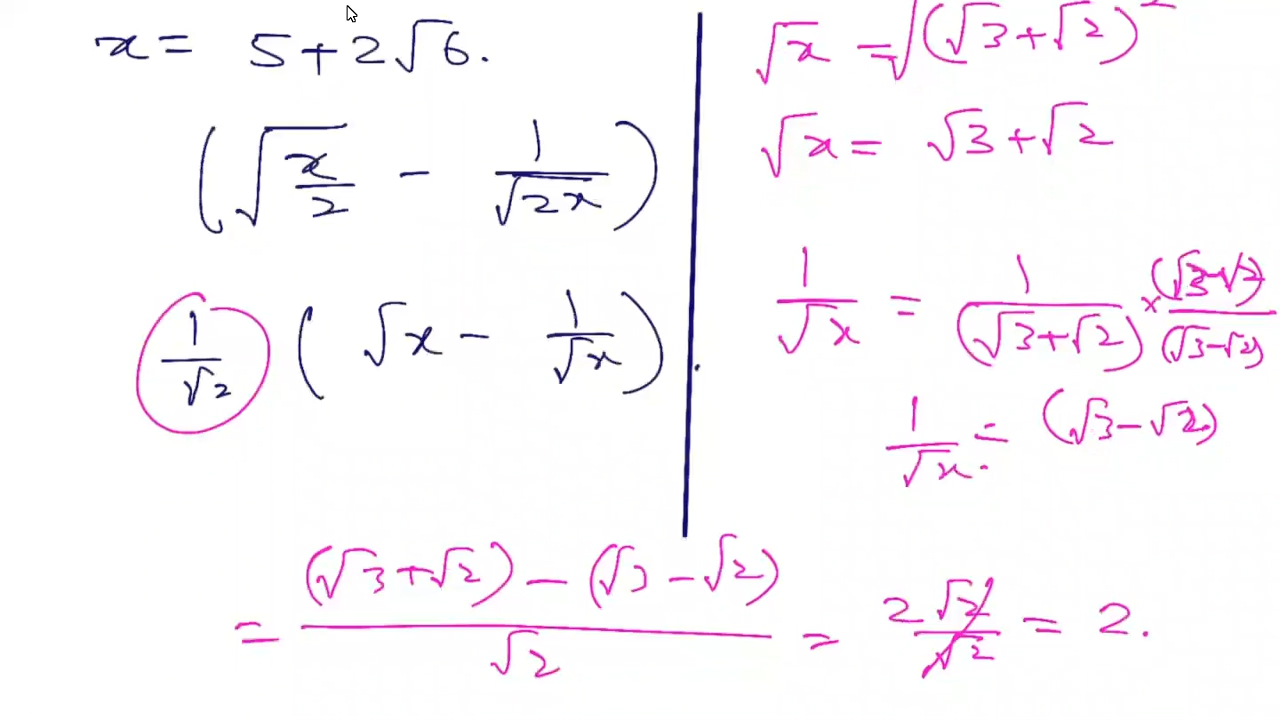 x = 5 + 2√6.
(√(x/2) − 1/√(2x))
1/√2 (√x − 1/√x).
√x = √(√3 + √2)²
√x = √3 + √2
1/√x = 1/(√3 + √2) × (√3 − √2)/(√3 − √2)
1/√x. = (√3 − √2)
= ((√3 + √2) − (√3 − √2))/√2 = 2√2/√2 = 2.